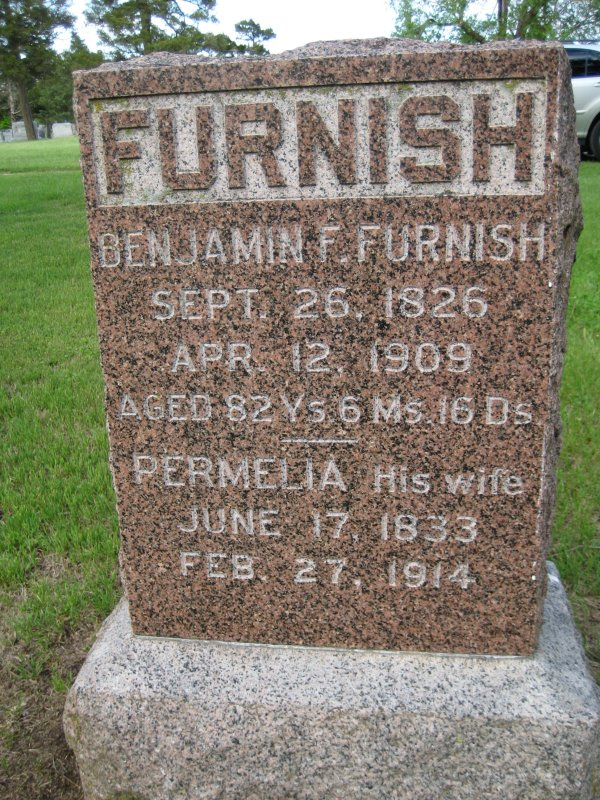 FURNISH
BENJAMIN F. FURNISH
SEPT. 26, 1826
APR. 12, 1909
AGED 82 Ys. 6 Ms. 16 Ds
PERMELIA His wife
JUNE 17, 1833
FEB. 27, 1914